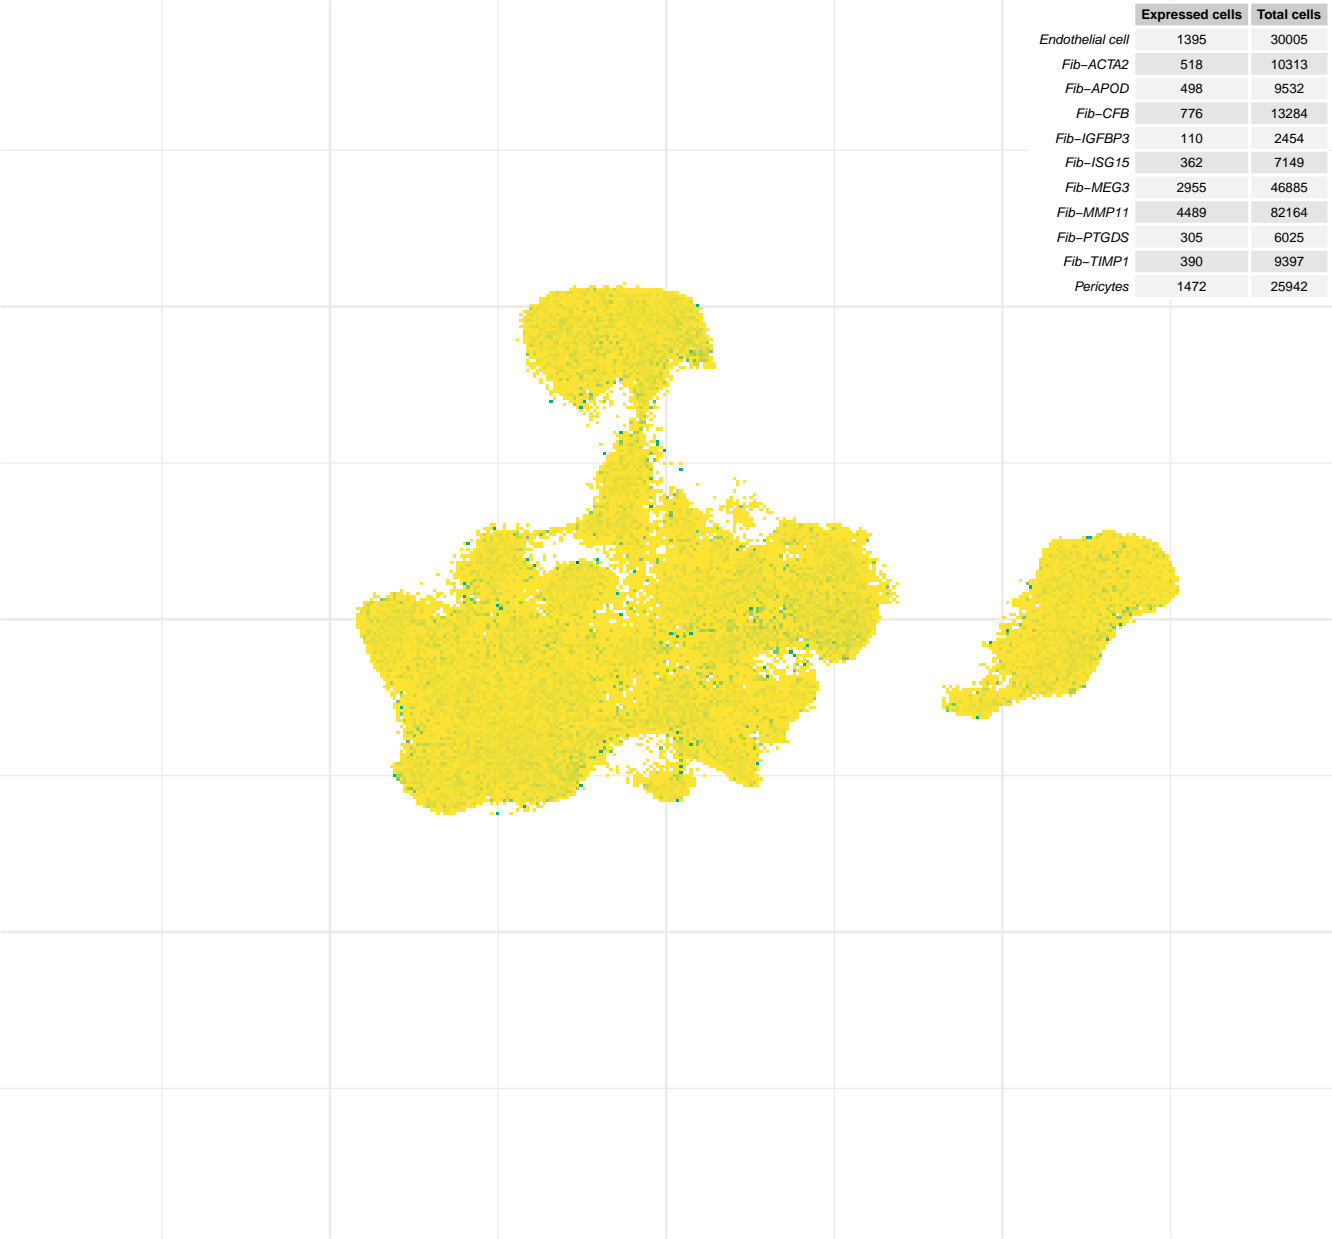 Expressed cells Total cells
Endothelial cell 1395 30005
Fib−ACTA2 518 10313
Fib−APOD 498 9532
Fib−CFB 776 13284
Fib−IGFBP3 110 2454
Fib−ISG15 362 7149
Fib−MEG3 2955 46885
Fib−MMP11 4489 82164
Fib−PTGDS 305 6025
Fib−TIMP1 390 9397
Pericytes 1472 25942